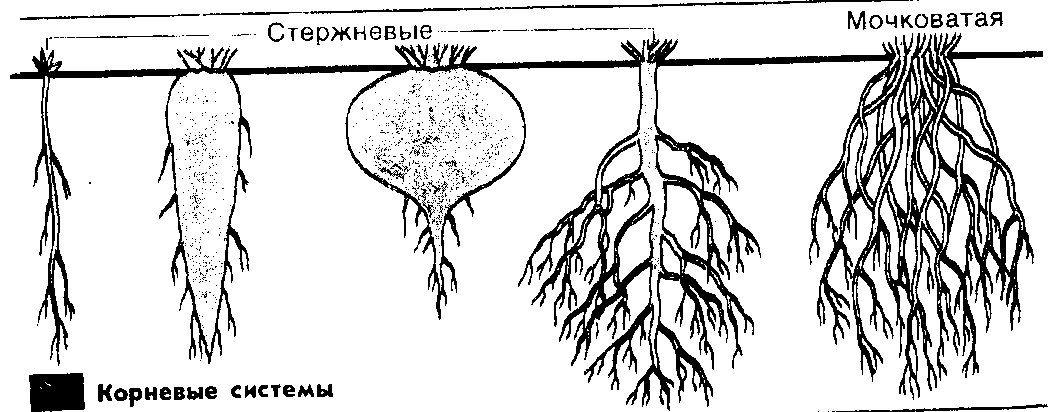 Стержневые
Мочковатая
Корневые системы